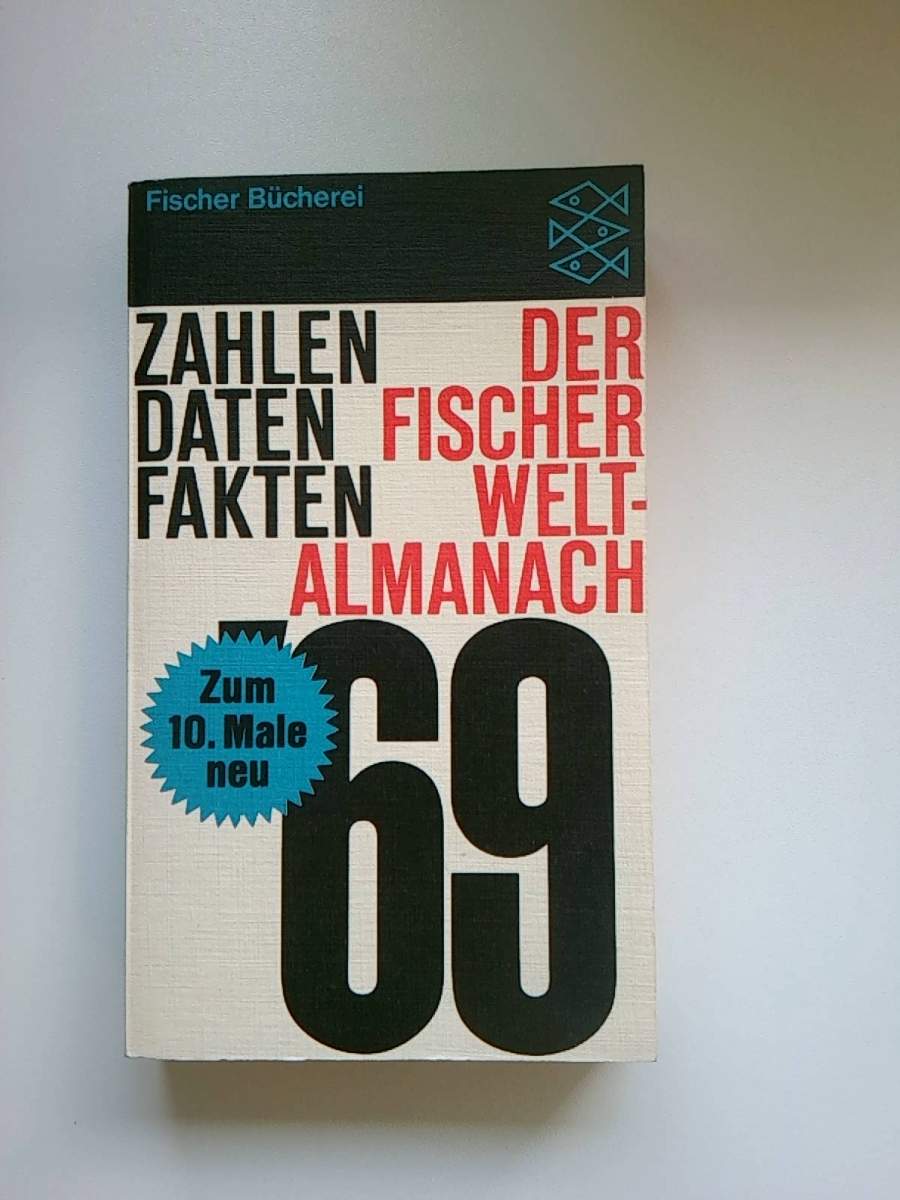 Fischer Bücherei
ZAHLEN
DATEN
FAKTEN
DER
FISCHER
WELT-
ALMANACH
'69
Zum
10. Male
neu